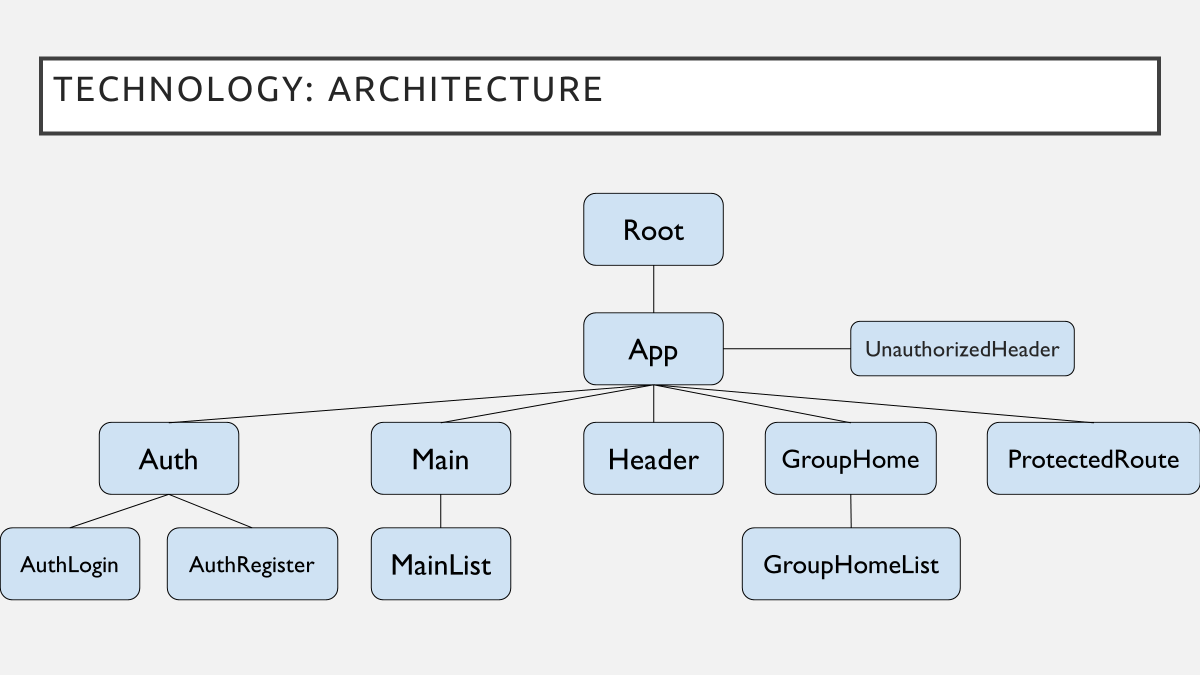 TECHNOLOGY: ARCHITECTURE
Root
App
UnauthorizedHeader
Auth
Main
Header
GroupHome
ProtectedRoute
AuthLogin
AuthRegister
MainList
GroupHomeList